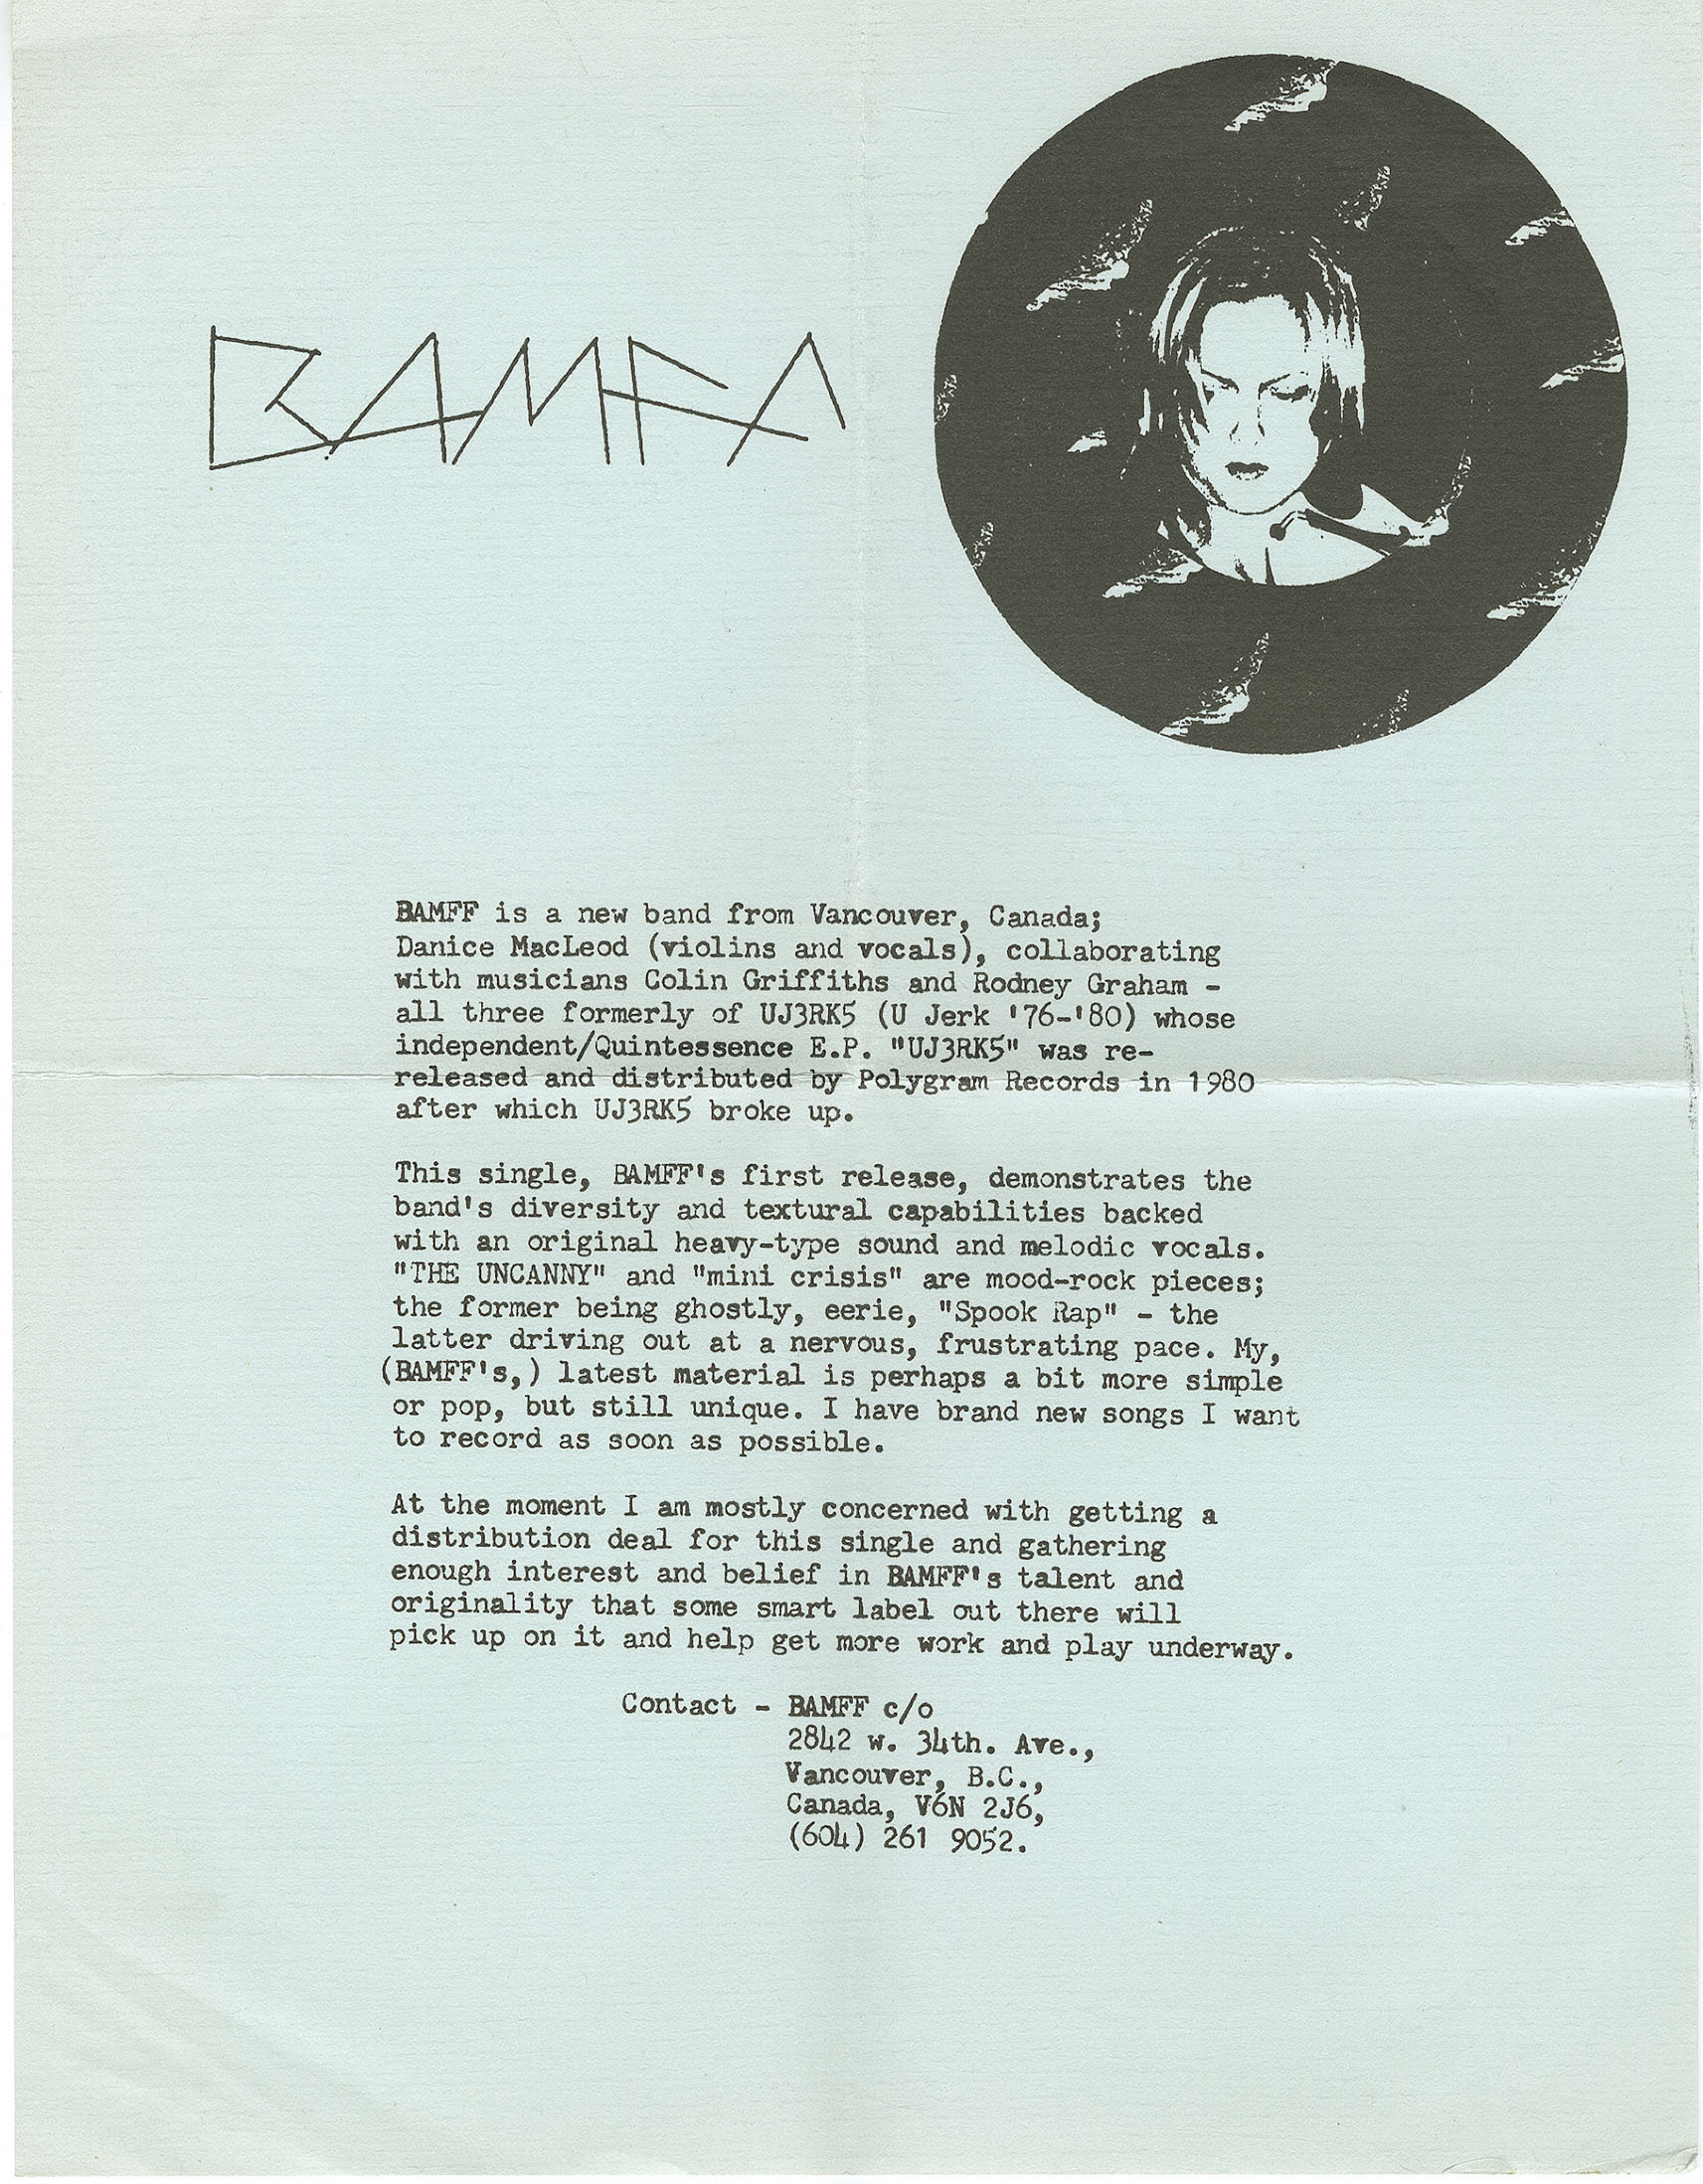 BAMFF
BAMFF is a new band from Vancouver, Canada;
Danice MacLeod (violins and vocals), collaborating
with musicians Colin Griffiths and Rodney Graham -
all three formerly of UJ3RK5 (U Jerk '76-'80) whose
independent/Quintessence E.P. "UJ3RK5" was re-
released and distributed by Polygram Records in 1980
after which UJ3RK5 broke up.
This single, BAMFF's first release, demonstrates the
band's diversity and textural capabilities backed
with an original heavy-type sound and melodic vocals.
"THE UNCANNY" and "mini crisis" are mood-rock pieces;
the former being ghostly, eerie, "Spook Rap" - the
latter driving out at a nervous, frustrating pace. My,
(BAMFF's,) latest material is perhaps a bit more simple
or pop, but still unique. I have brand new songs I want
to record as soon as possible.
At the moment I am mostly concerned with getting a
distribution deal for this single and gathering
enough interest and belief in BAMFF's talent and
originality that some smart label out there will
pick up on it and help get more work and play underway.
Contact - BAMFF c/o
2842 w. 34th. Ave.,
Vancouver, B.C.,
Canada, V6N 2J6,
(604) 261 9052.